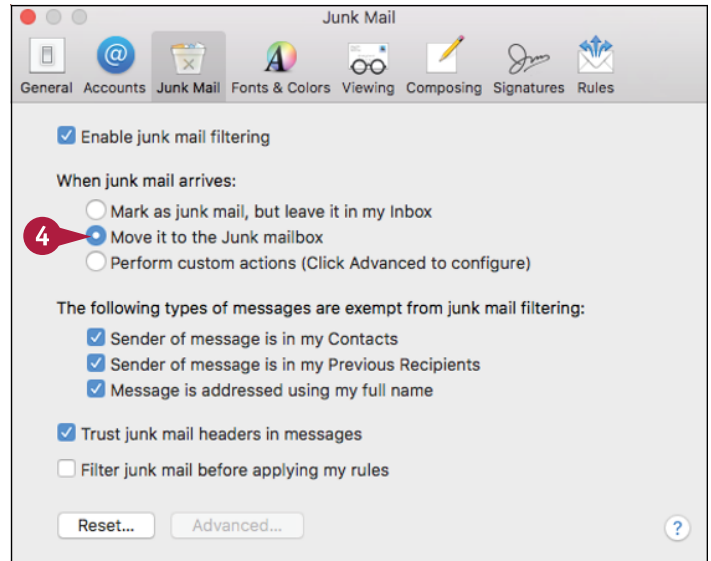 Junk Mail
General Accounts Junk Mail Fonts & Colors Viewing Composing Signatures Rules
Enable junk mail filtering
When junk mail arrives:
Mark as junk mail, but leave it in my Inbox
4 Move it to the Junk mailbox
Perform custom actions (Click Advanced to configure)
The following types of messages are exempt from junk mail filtering:
Sender of message is in my Contacts
Sender of message is in my Previous Recipients
Message is addressed using my full name
Trust junk mail headers in messages
Filter junk mail before applying my rules
Reset... Advanced... ?